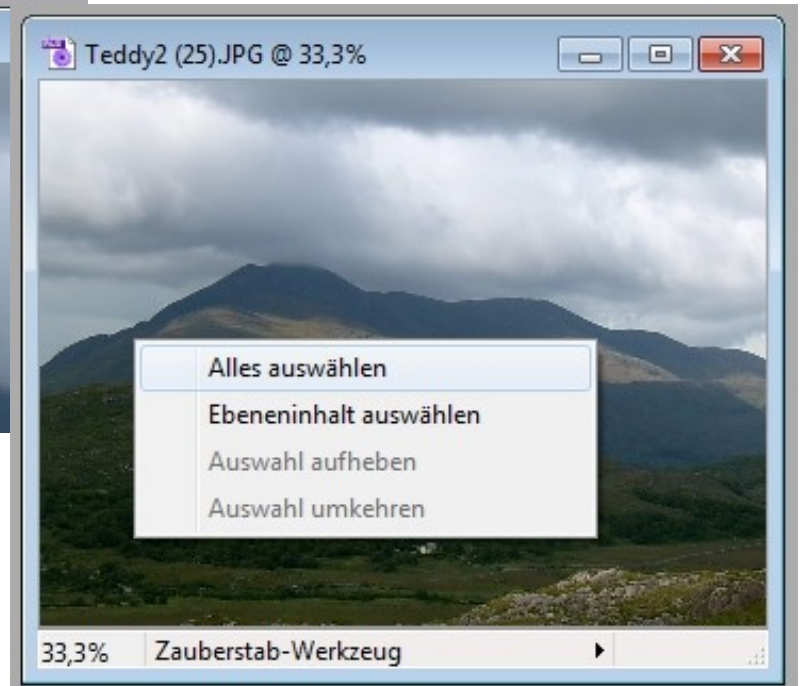 Teddy2 (25).JPG @ 33,3%
Alles auswählen
Ebeneninhalt auswählen
Auswahl aufheben
Auswahl umkehren
33,3% Zauberstab-Werkzeug